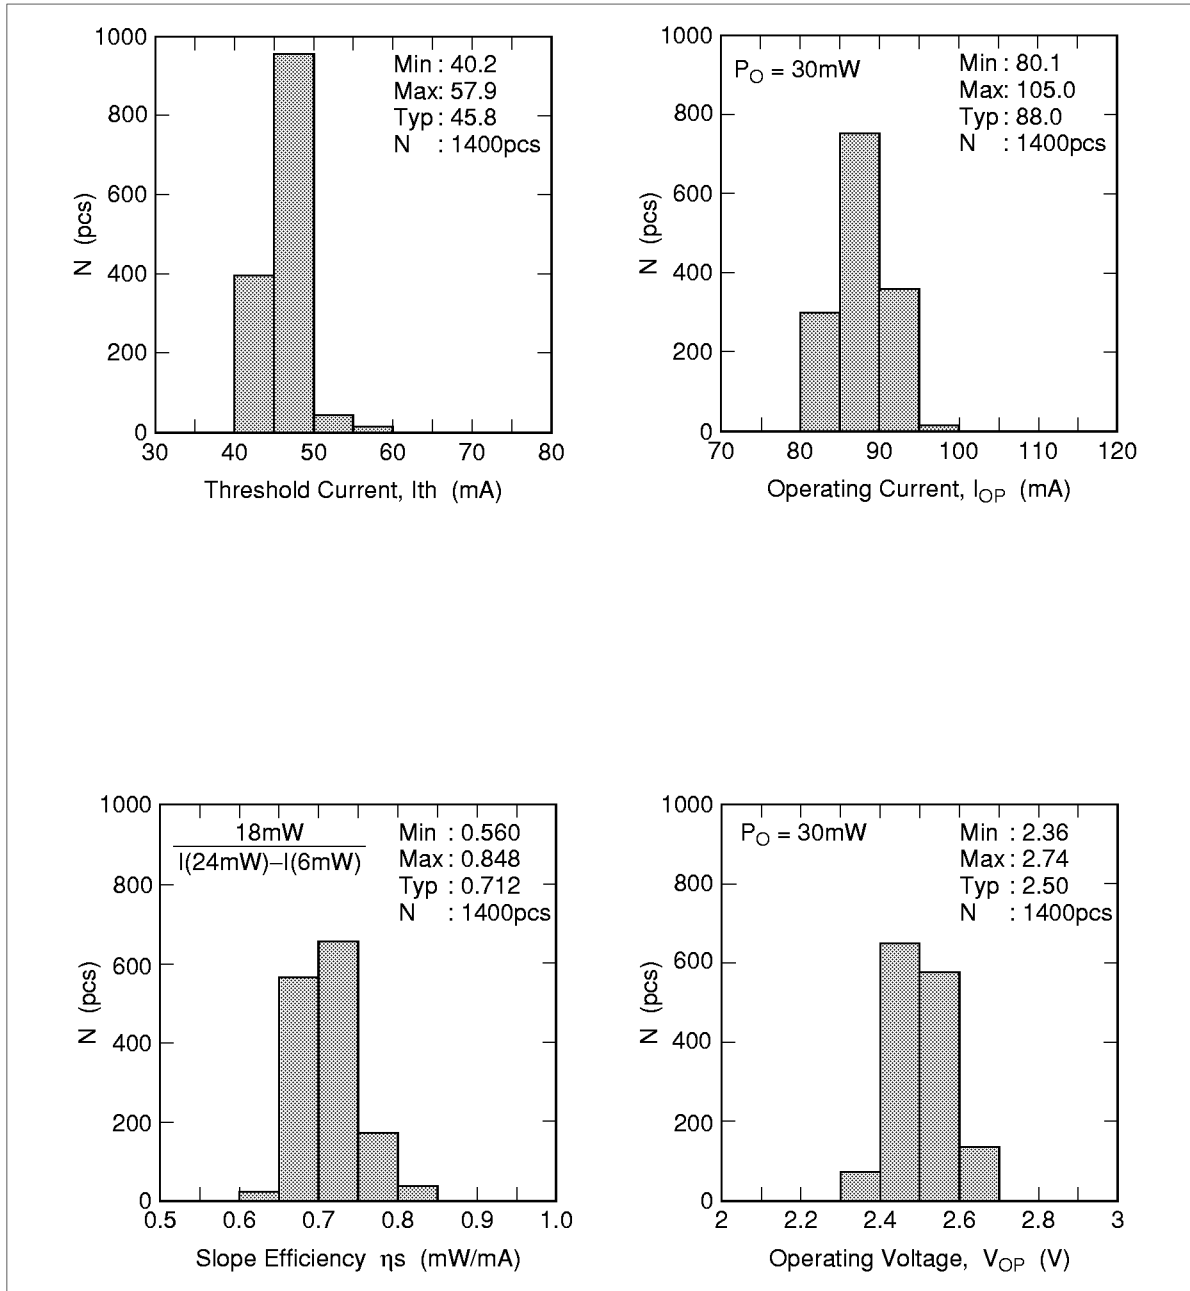 1000
800
600
400
200
0
N (pcs)
Min : 40.2
Max: 57.9
Typ : 45.8
N : 1400pcs
30 40 50 60 70 80
Threshold Current, Ith (mA)
1000
800
600
400
200
0
N (pcs)
PO = 30mW
Min : 80.1
Max: 105.0
Typ : 88.0
N : 1400pcs
70 80 90 100 110 120
Operating Current, IOP (mA)
1000
800
600
400
200
0
N (pcs)
18mW
I(24mW)–I(6mW)
Min : 0.560
Max : 0.848
Typ : 0.712
N : 1400pcs
0.5 0.6 0.7 0.8 0.9 1.0
Slope Efficiency ηs (mW/mA)
1000
800
600
400
200
0
N (pcs)
PO = 30mW
Min : 2.36
Max : 2.74
Typ : 2.50
N : 1400pcs
2 2.2 2.4 2.6 2.8 3
Operating Voltage, VOP (V)